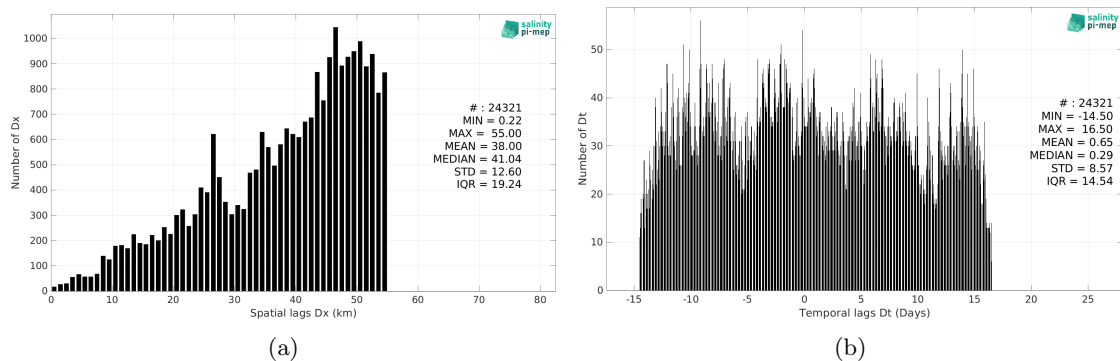 salinity
pi-mep
1000
900
800
700
600
500
400
300
200
100
0
Number of Dx
# : 24321
MIN = 0.22
MAX = 55.00
MEAN = 38.00
MEDIAN = 41.04
STD = 12.60
IQR = 19.24
0 10 20 30 40 50 60 70 80
Spatial lags Dx (km)
(a)
salinity
pi-mep
50
40
30
20
10
0
Number of Dt
# : 24321
MIN = -14.50
MAX = 16.50
MEAN = 0.65
MEDIAN = 0.29
STD = 8.57
IQR = 14.54
-15 -10 -5 0 5 10 15 20 25
Temporal lags Dt (Days)
(b)